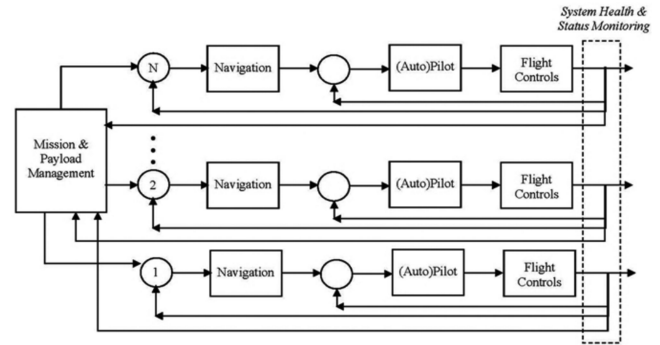 System Health &
Status Monitoring
N
Navigation
(Auto)Pilot
Flight
Controls
Mission &
Payload
Management
2
Navigation
(Auto)Pilot
Flight
Controls
1
Navigation
(Auto)Pilot
Flight
Controls